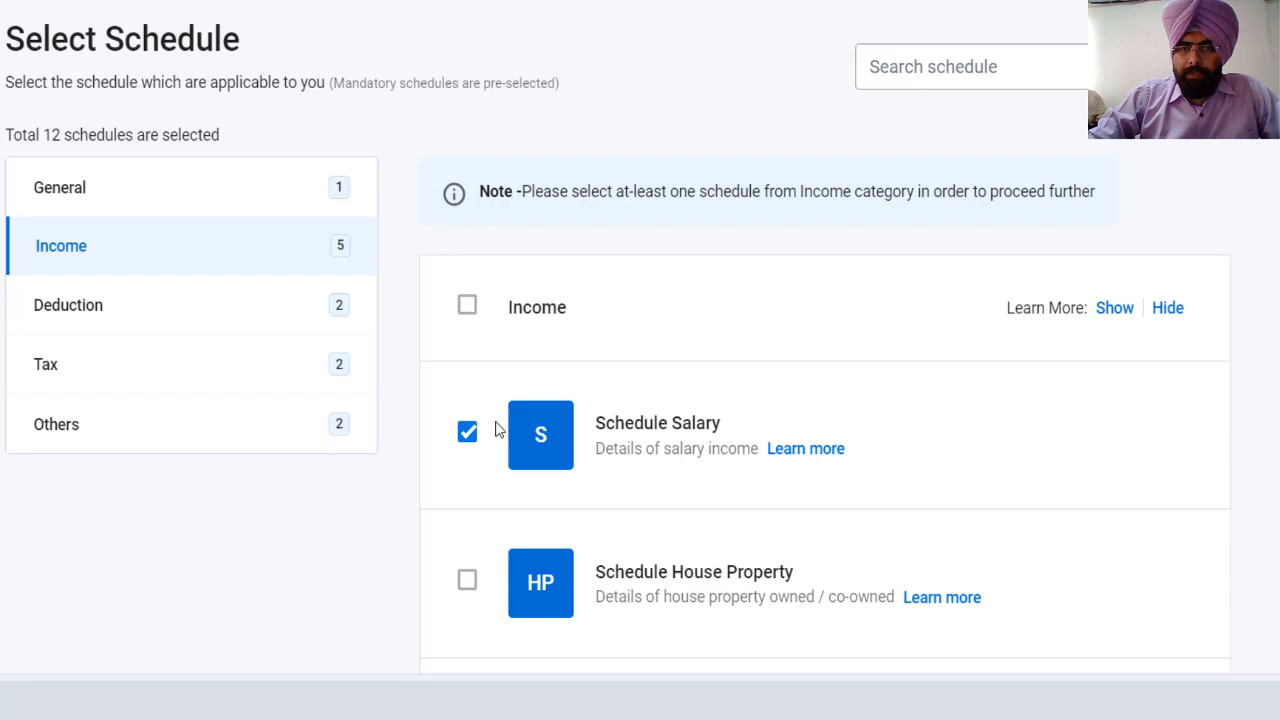 Select Schedule
Search schedule
Select the schedule which are applicable to you (Mandatory schedules are pre-selected)
Total 12 schedules are selected
General 1
Income 5
Deduction 2
Tax 2
Others 2
Note -Please select at-least one schedule from Income category in order to proceed further
Income Learn More: Show Hide
S
Schedule Salary
Details of salary income Learn more
HP
Schedule House Property
Details of house property owned / co-owned Learn more